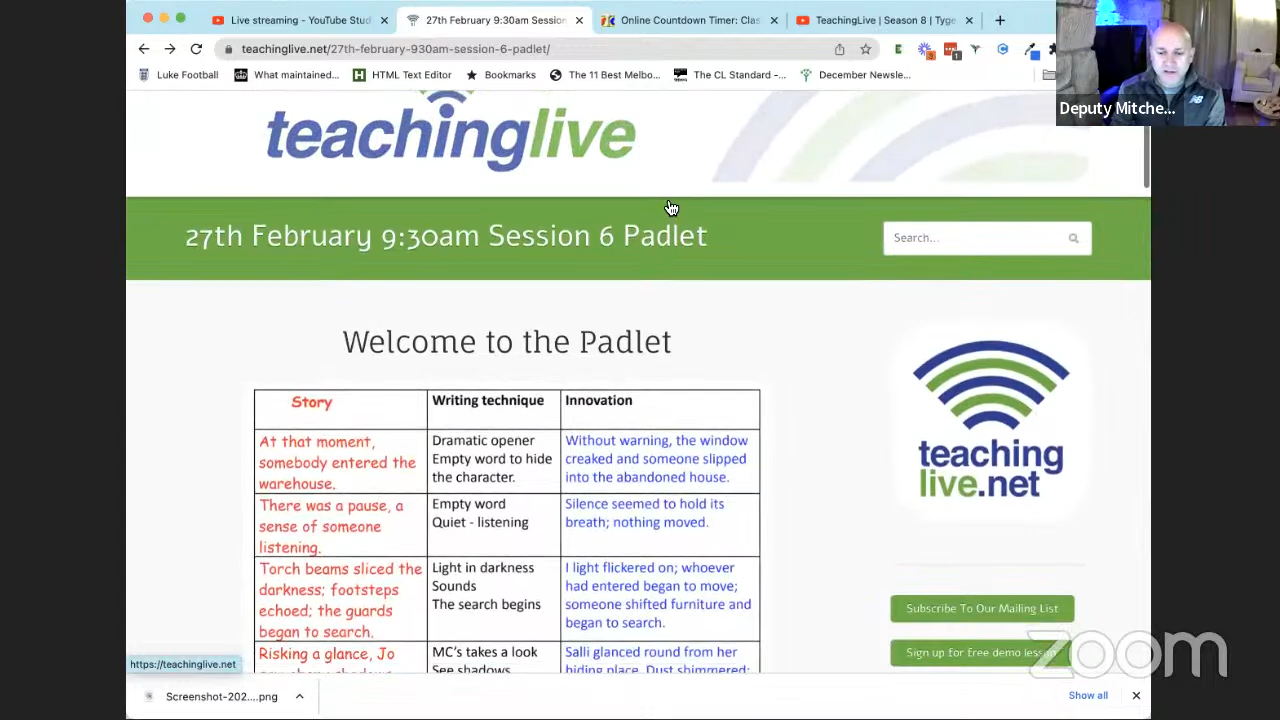 Live streaming - YouTube Stud
27th February 9:30am Session
Online Countdown Timer: Clas
TeachingLive | Season 8 | Tyge
teachinglive.net/27th-february-930am-session-6-padlet/
Luke Football
What maintained...
HTML Text Editor
Bookmarks
The 11 Best Melbo...
The CL Standard -...
December Newsle...
Deputy Mitche...
teachinglive
27th February 9:30am Session 6 Padlet
Search...
Welcome to the Padlet
Story
Writing technique
Innovation
At that moment,
somebody entered the
warehouse.
Dramatic opener
Empty word to hide
the character.
Without warning, the window
creaked and someone slipped
into the abandoned house.
There was a pause, a
sense of someone
listening.
Empty word
Quiet - listening
Silence seemed to hold its
breath; nothing moved.
Torch beams sliced the
darkness; footsteps
echoed; the guards
began to search.
Light in darkness
Sounds
The search begins
I light flickered on; whoever
had entered began to move;
someone shifted furniture and
began to search.
Risking a glance, Jo
MC's takes a look
See shadows
Salli glanced round from her
hiding place. Dust shimmered;
teaching
live.net
Subscribe To Our Mailing List
Sign up for free demo lesson
zoom
https://teachinglive.net
Screenshot-202....png
Show all